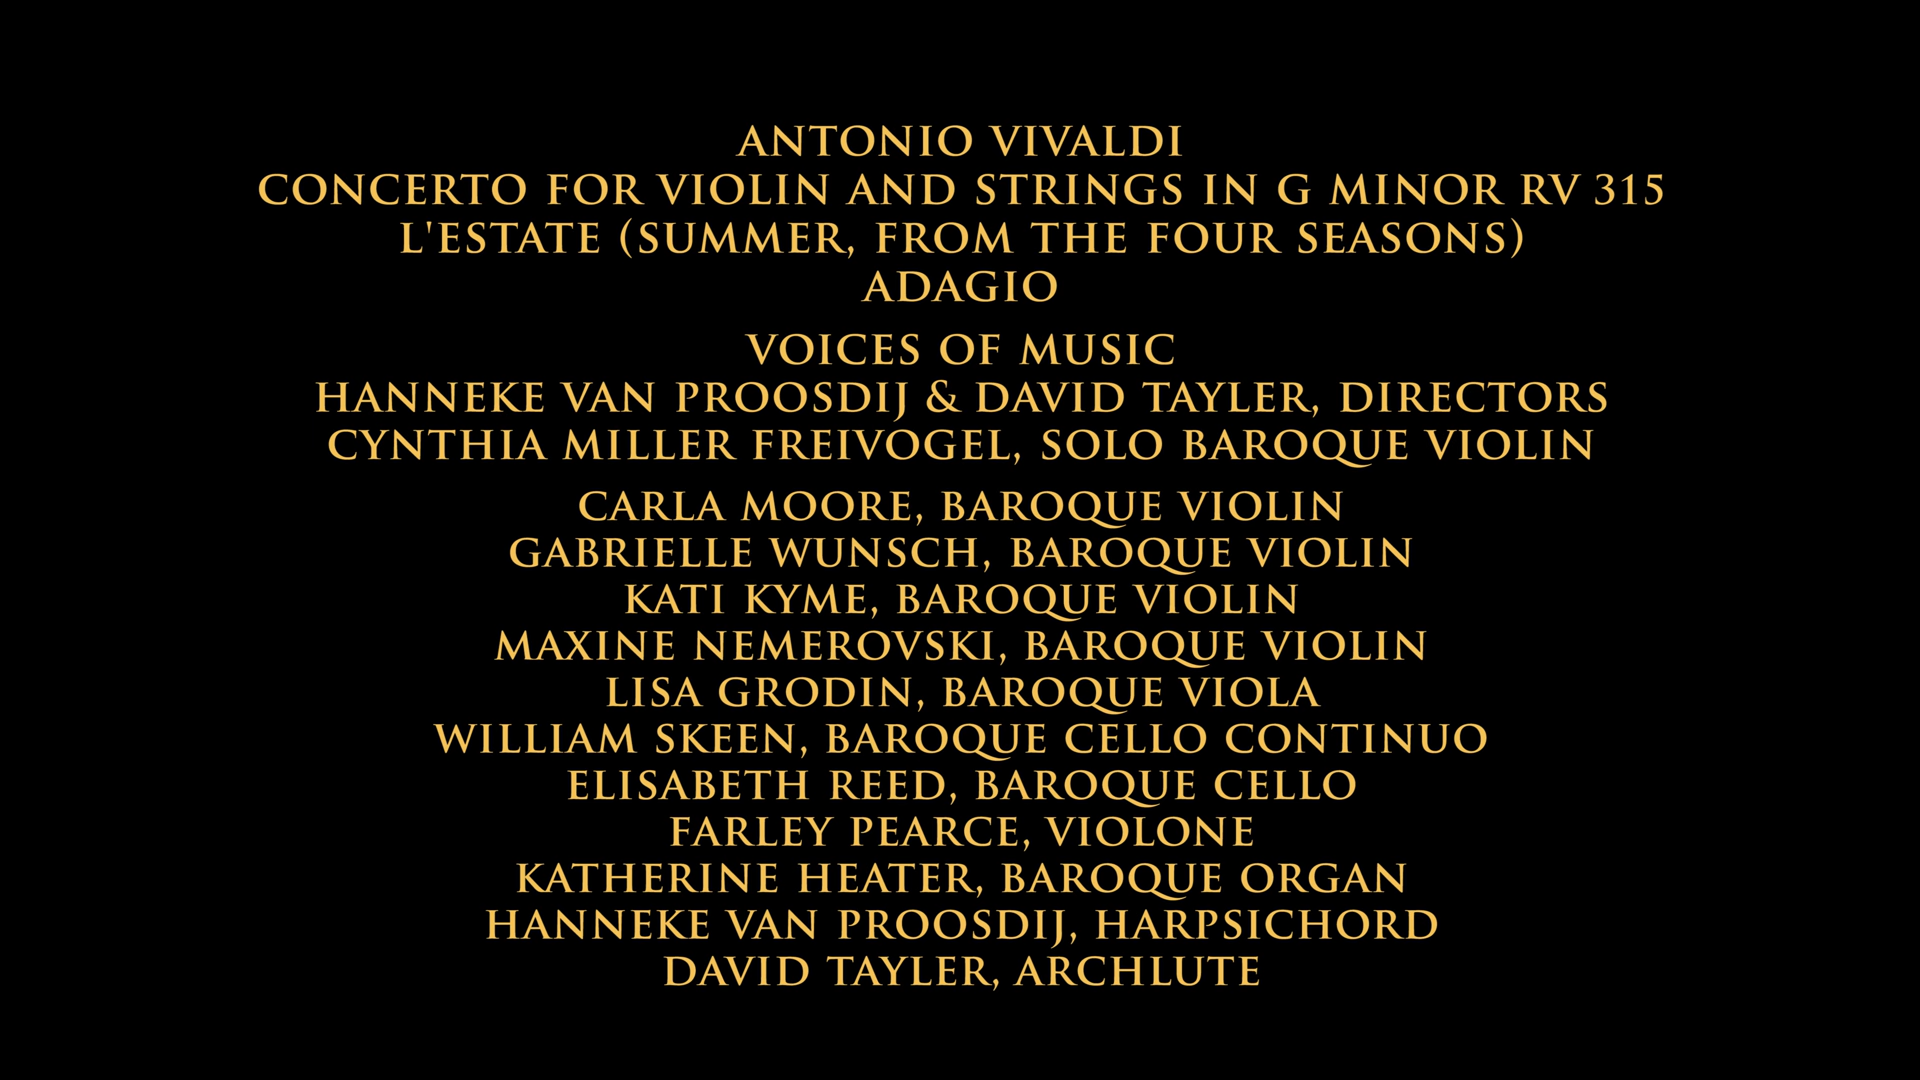 ANTONIO VIVALDI
CONCERTO FOR VIOLIN AND STRINGS IN G MINOR RV 315
L'ESTATE (SUMMER, FROM THE FOUR SEASONS)
ADAGIO
VOICES OF MUSIC
HANNEKE VAN PROOSDIJ & DAVID TAYLER, DIRECTORS
CYNTHIA MILLER FREIVOGEL, SOLO BAROQUE VIOLIN
CARLA MOORE, BAROQUE VIOLIN
GABRIELLE WUNSCH, BAROQUE VIOLIN
KATI KYME, BAROQUE VIOLIN
MAXINE NEMEROVSKI, BAROQUE VIOLIN
LISA GRODIN, BAROQUE VIOLA
WILLIAM SKEEN, BAROQUE CELLO CONTINUO
ELISABETH REED, BAROQUE CELLO
FARLEY PEARCE, VIOLONE
KATHERINE HEATER, BAROQUE ORGAN
HANNEKE VAN PROOSDIJ, HARPSICHORD
DAVID TAYLER, ARCHLUTE